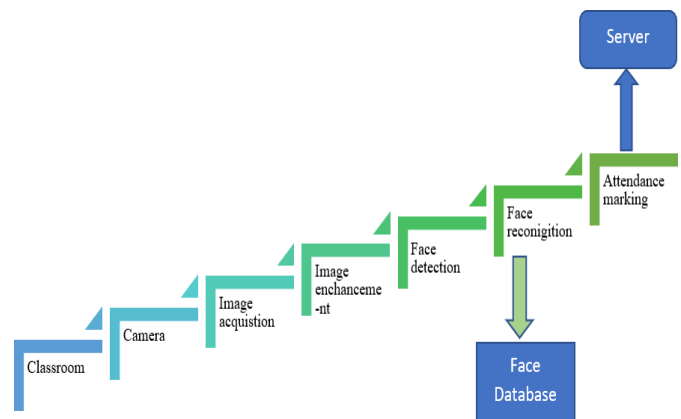 Server
Attendance
marking
Face
reconigition
Face
detection
Image
enchanceme
-nt
Image
acquistion
Camera
Classroom
Face
Database